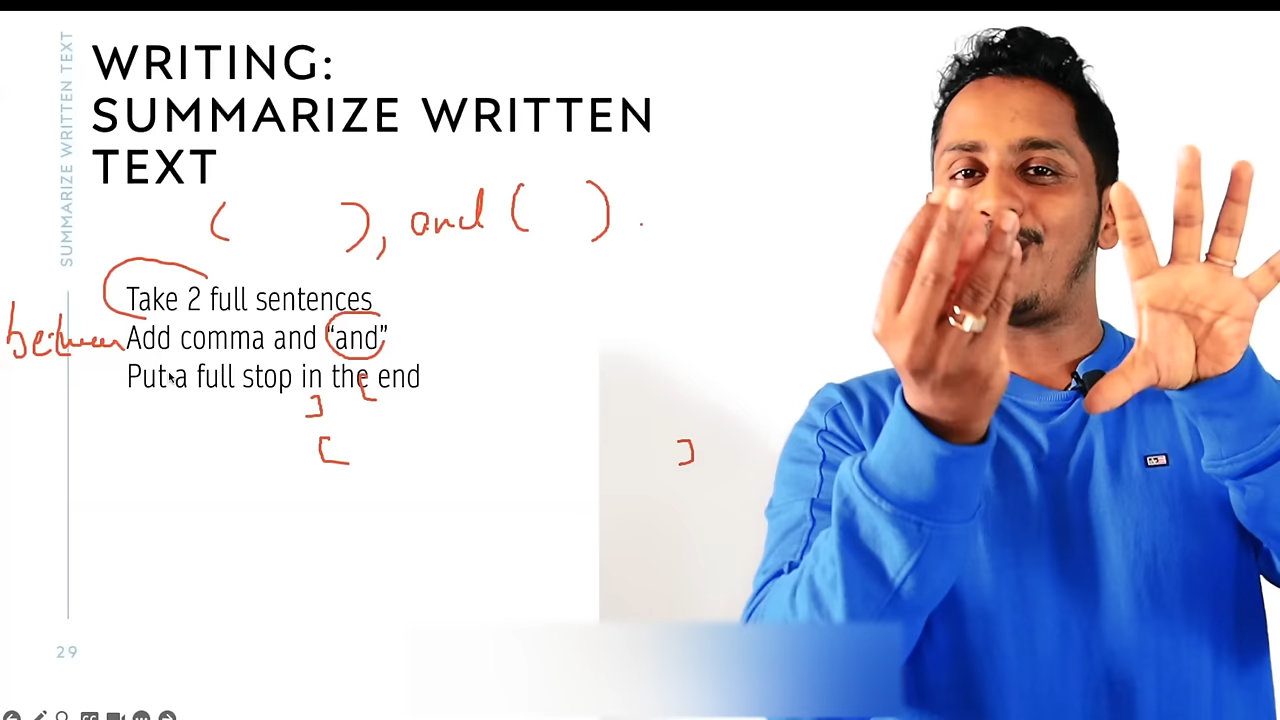 SUMMARIZE WRITTEN TEXT
WRITING:
SUMMARIZE WRITTEN
TEXT
( ), and ( ).
Take 2 full sentences
between Add comma and “and”
Put a full stop in the end
] [
[ ]
29